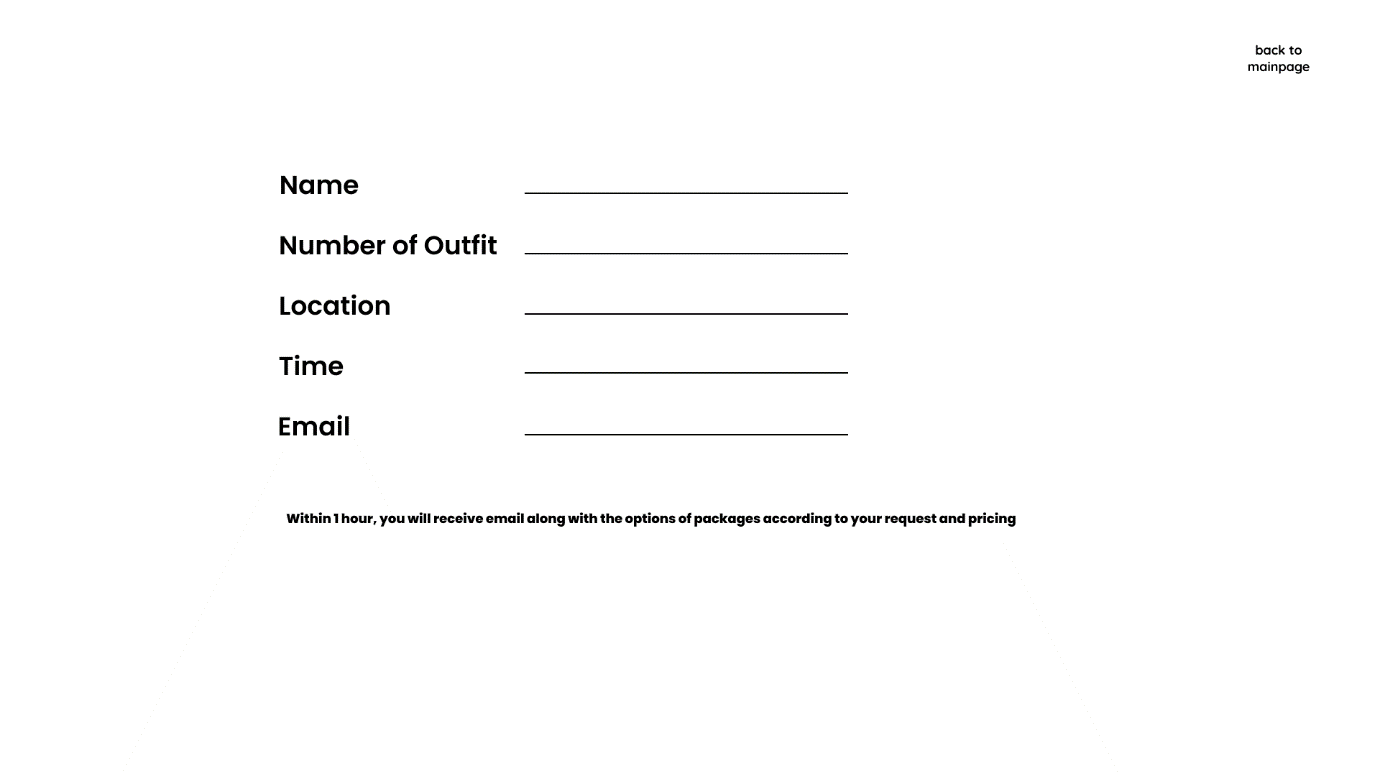 back to
mainpage
Name
Number of Outfit
Location
Time
Email
Within 1 hour, you will receive email along with the options of packages according to your request and pricing